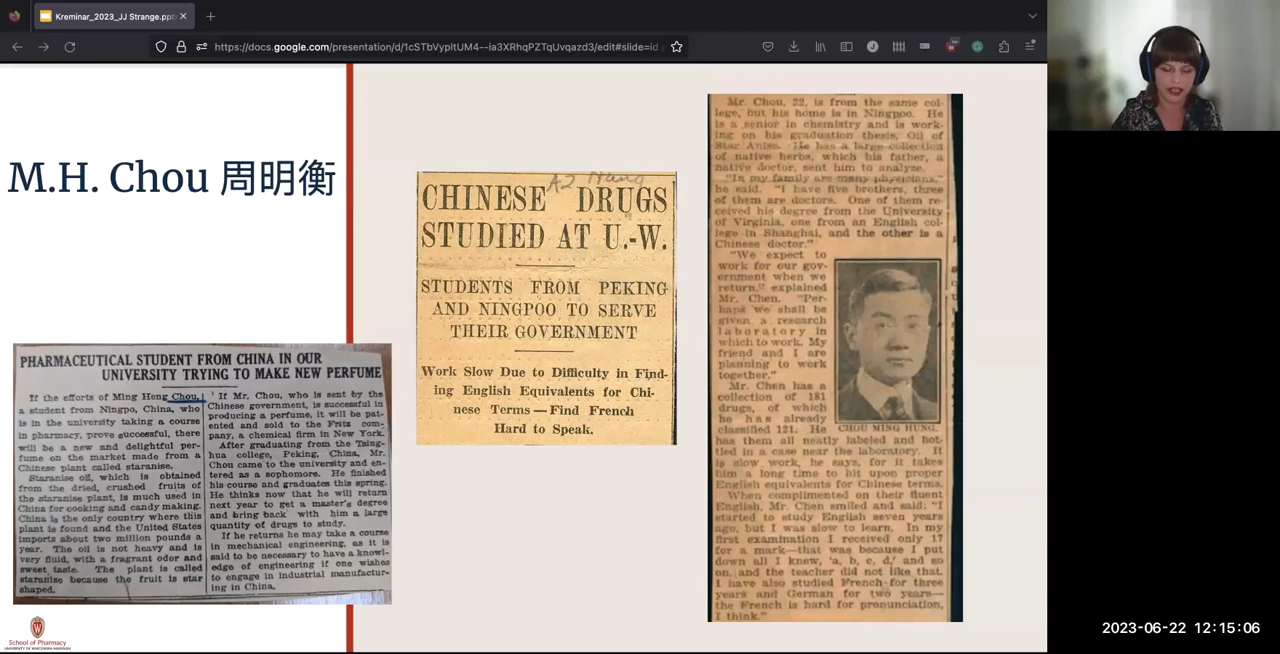 Kreminar_2023_JJ Strange.ppt
https://docs.google.com/presentation/d/1cSTbVypltUM4--ia3XRhqPZTqUvqazd3/edit#slide=id
M.H. Chou 周明衡
PHARMACEUTICAL STUDENT FROM CHINA IN OUR
UNIVERSITY TRYING TO MAKE NEW PERFUME
If the efforts of Ming Heng Chou,
a student from Ningpo, China, who
is in the university taking a course
in pharmacy, prove successful, there
will be a new and delightful per-
fume on the market made from a
Chinese plant called staranise.
Staranise oil, which is obtained
from the dried, crushed fruits of
the staranise plant, is much used in
China for cooking and candy making.
China is the only country where this
plant is found and the United States
imports about two million pounds a
year. The oil is not heavy and is
very fluid, with a fragrant odor and
sweet taste. The plant is called
staranise because the fruit is star
shaped.
If Mr. Chou, who is sent by the
Chinese government, is successful in
producing a perfume, it will be pat-
ented and sold to the Fritz com-
pany, a chemical firm in New York.
After graduating from the Tsing-
hua college, Peking, China, Mr.
Chou came to the university and en-
tered as a sophomore. He finished
his course and graduates this spring.
He thinks now that he will return
next year to get a master's degree
and bring back with him a large
quantity of drugs to study.
If he returns he may take a course
in mechanical engineering, as it is
said to be necessary to have a knowl-
edge of engineering if one wishes
to engage in industrial manufactur-
ing in China.
School of Pharmacy
UNIVERSITY OF WISCONSIN-MADISON
CHINESE DRUGS
STUDIED AT U.-W.
STUDENTS FROM PEKING
AND NINGPOO TO SERVE
THEIR GOVERNMENT
Work Slow Due to Difficulty in Find-
ing English Equivalents for Chi-
nese Terms — Find French
Hard to Speak.
Mr. Chou, 22, is from the same col-
lege, but his home is in Ningpoo. He
is a senior in chemistry and is work-
ing on his graduation thesis, Oil of
Star Anise. He has a large collection
of native herbs, which his father, a
native doctor, sent him to analyze.
"In my family are many physicians,"
he said. "I have five brothers, three
of them are doctors. One of them re-
ceived his degree from the University
of Virginia, one from an English col-
lege in Shanghai, and the other is a
Chinese doctor."
"We expect to
work for our gov-
ernment when we
return," explained
Mr. Chen. "Per-
haps we shall be
given a research
laboratory in
which to work. My
friend and I are
planning to work
together."
Mr. Chen has a
collection of 181
drugs, of which
he has already
classified 121. He
CHOU MING HUNG.
has them all neatly labeled and bot-
tled in a case near the laboratory. It
is slow work, he says, for it takes
him a long time to hit upon proper
English equivalents for Chinese terms.
When complimented on their fluent
English, Mr. Chen smiled and said: "I
started to study English seven years
ago, but I was slow to learn. In my
first examination I received only 17
for a mark—that was because I put
down all I knew, 'a, b, c, d,' and so
on, and the teacher did not like that.
I have also studied French for three
years and German for two years—
the French is hard for pronunciation,
I think."
2023-06-22 12:15:06